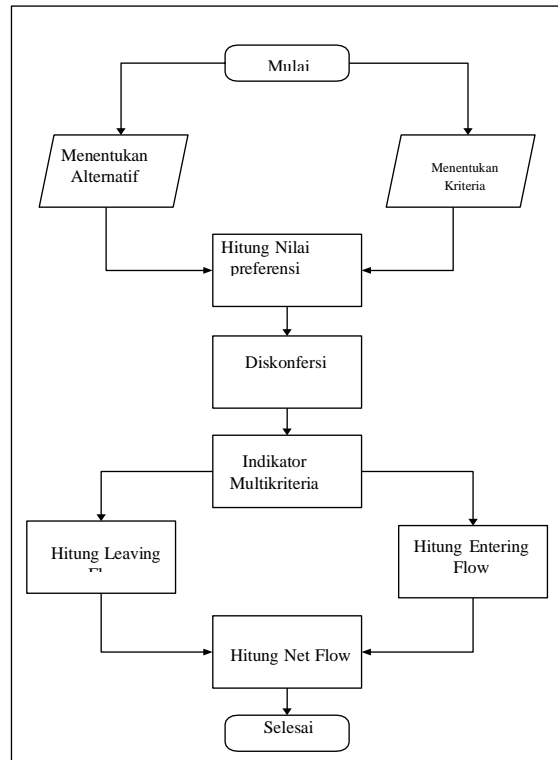 Mulai
Menentukan
Alternatif
Menentukan
Kriteria
Hitung Nilai
preferensi
Diskonfersi
Indikator
Multikriteria
Hitung Leaving
Hitung Entering
Flow
Hitung Net Flow
Selesai